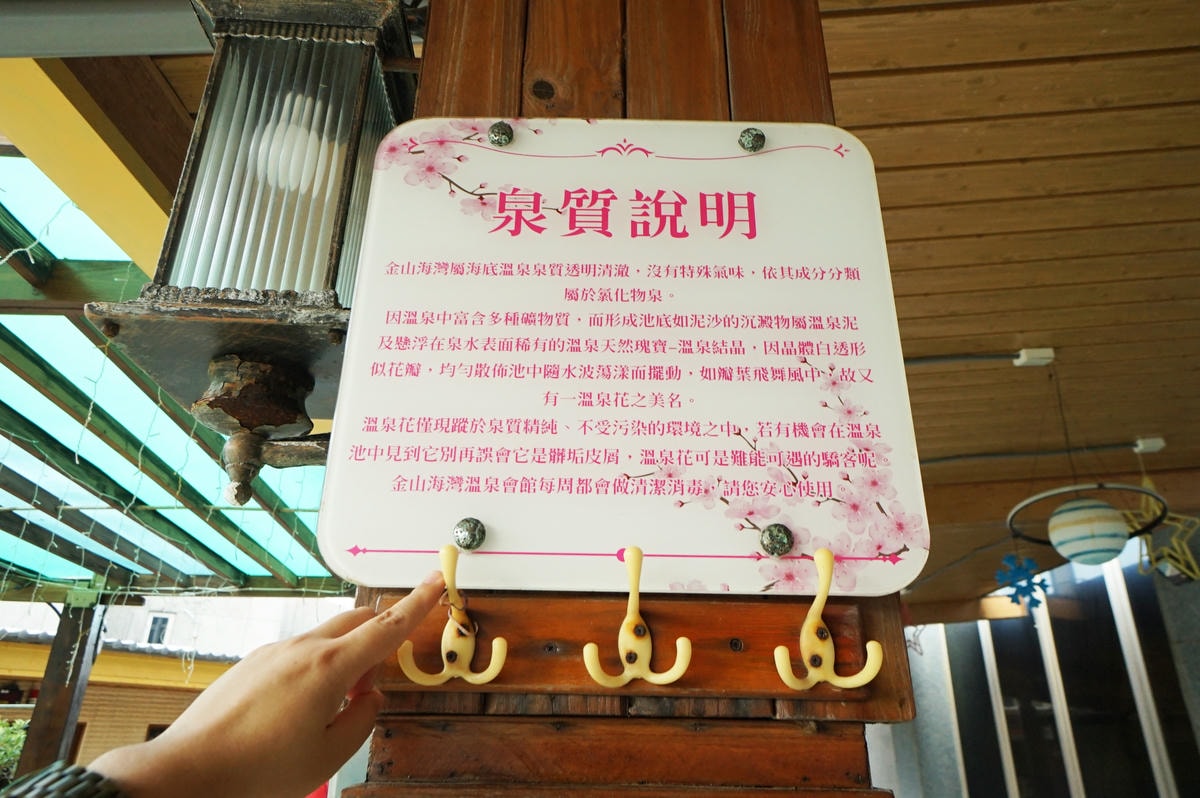 泉質說明
金山海灣屬海底溫泉泉質透明清澈，沒有特殊氣味，依其成分分類
屬於氯化物泉。
因溫泉中富含多種礦物質，而形成池底如泥沙的沉澱物屬溫泉泥
及懸浮在泉水表面稀有的溫泉天然瑰寶–溫泉結晶，因晶體白透形
似花瓣，均勻散佈池中隨水波蕩漾而擺動，如瓣葉飛舞風中，故又
有一溫泉花之美名。
溫泉花僅現蹤於泉質精純、不受污染的環境之中，若有機會在溫泉
池中見到它別再誤會它是髒垢皮屑，溫泉花可是難能可遇的驕客呢。
金山海灣溫泉會館每周都會做清潔消毒，請您安心使用。